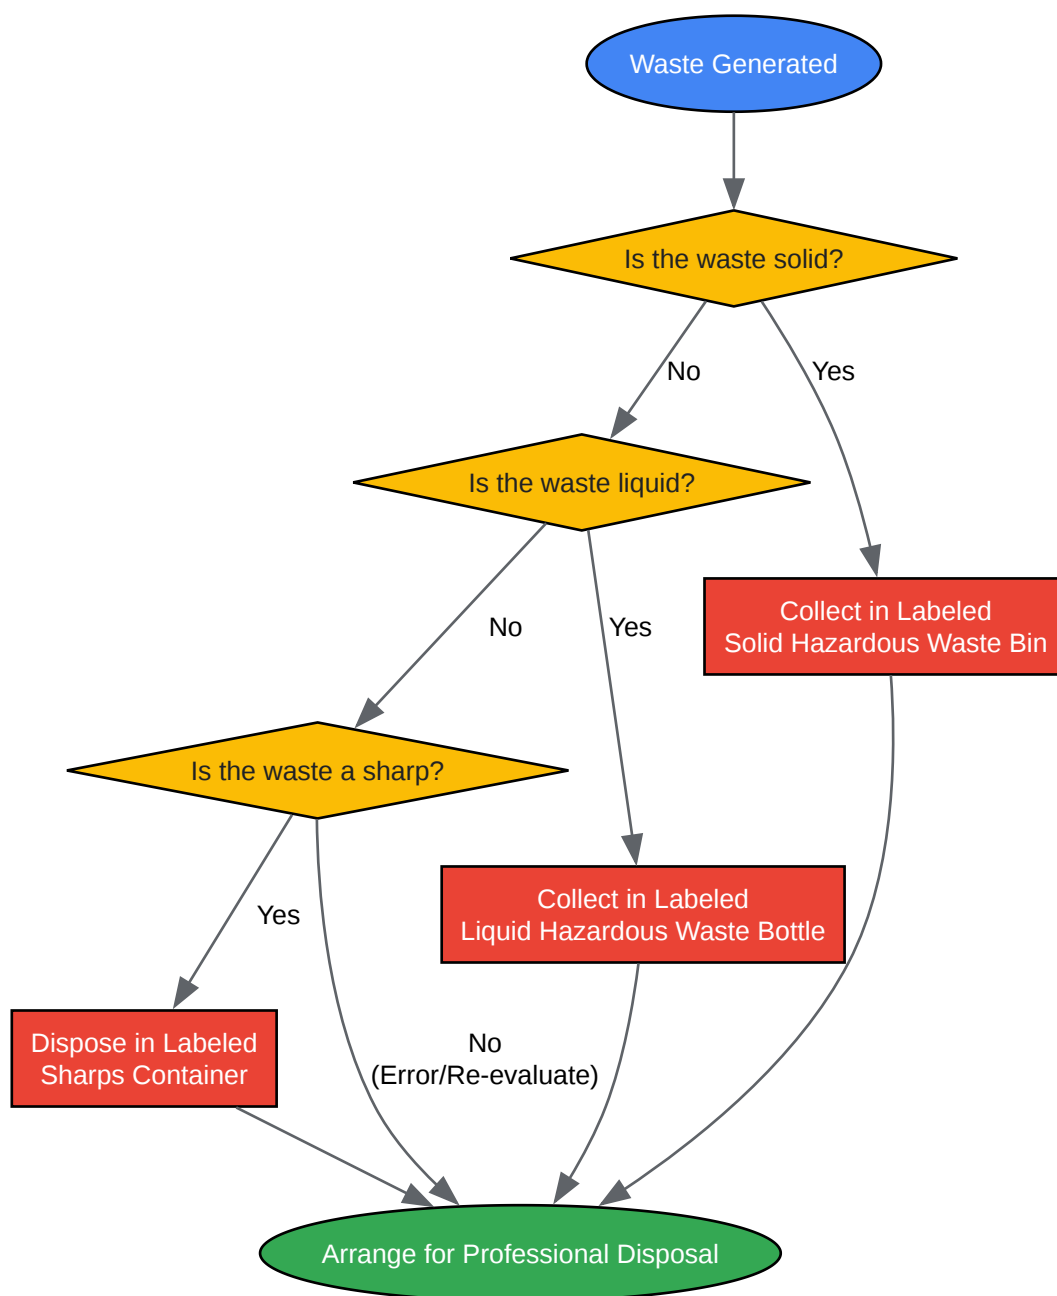 Waste Generated
Is the waste solid?
No
Yes
Is the waste liquid?
No
Yes
Collect in Labeled
Solid Hazardous Waste Bin
Is the waste a sharp?
Yes
Collect in Labeled
Liquid Hazardous Waste Bottle
Dispose in Labeled
Sharps Container
No
(Error/Re-evaluate)
Arrange for Professional Disposal